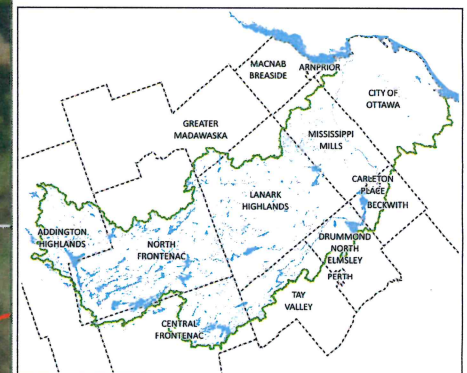 MACNAB
BREASIDE
ARNPRIOR
CITY OF
OTTAWA
GREATER
MADAWASKA
MISSISSIPPI
MILLS
CARLETON
PLACE
BECKWITH
LANARK
HIGHLANDS
ADDINGTON
HIGHLANDS
NORTH
FRONTENAC
DRUMMOND
NORTH
ELMSLEY
PERTH
TAY
VALLEY
CENTRAL
FRONTENAC